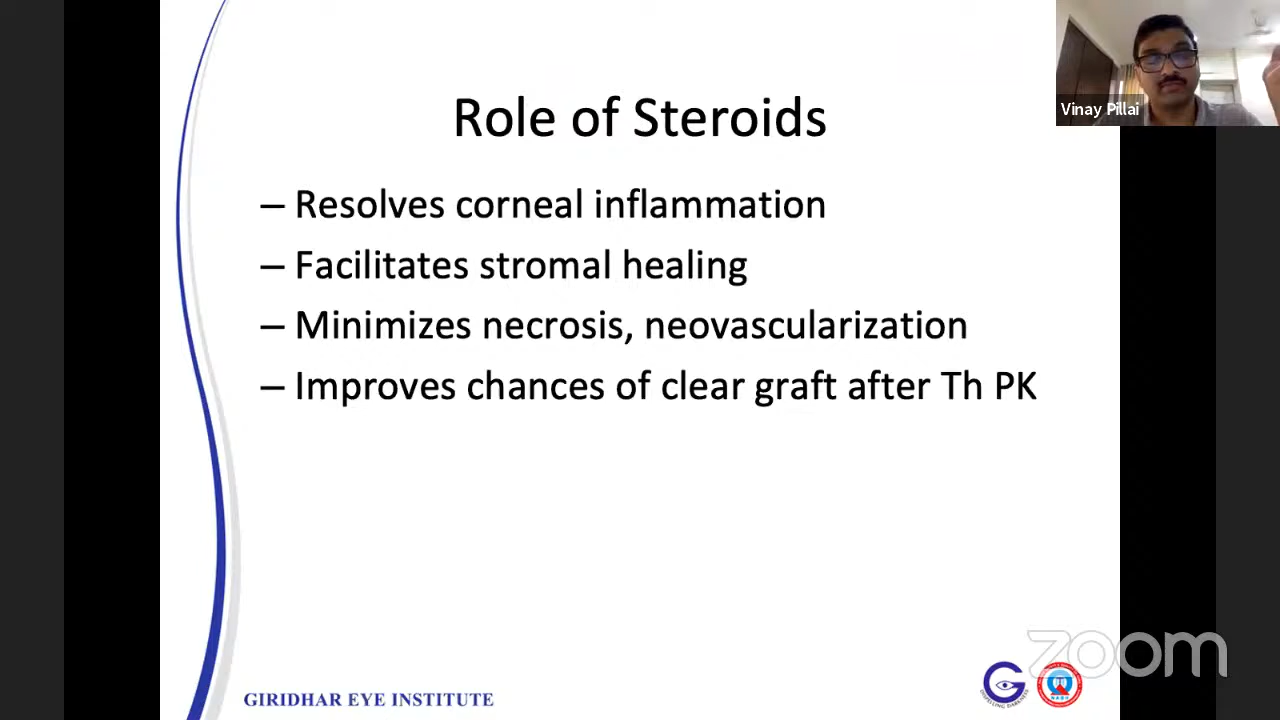 Vinay Pillai
Role of Steroids
– Resolves corneal inflammation
– Facilitates stromal healing
– Minimizes necrosis, neovascularization
– Improves chances of clear graft after Th PK
zoom
GIRIDHAR EYE INSTITUTE